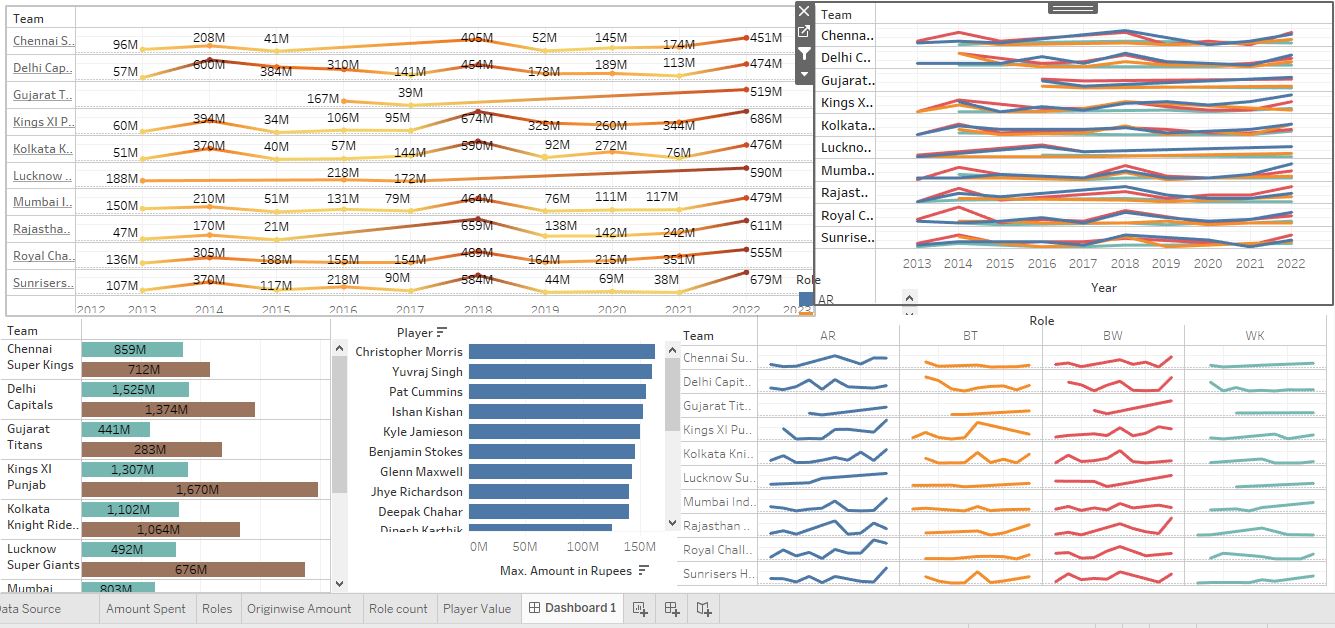 Team
Chennai S..
96M 208M 41M 405M 52M 145M 174M 451M
Delhi Cap..
57M 600M 384M 310M 141M 454M 178M 189M 113M 474M
Gujarat T..
167M 39M 519M
Kings XI P..
60M 394M 34M 106M 95M 674M 325M 260M 344M 686M
Kolkata K..
51M 370M 40M 57M 144M 590M 92M 272M 76M 476M
Lucknow ..
188M 218M 172M 590M
Mumbai I..
150M 210M 51M 131M 79M 464M 76M 111M 117M 479M
Rajastha..
47M 170M 21M 659M 138M 142M 242M 611M
Royal Cha..
136M 305M 188M 155M 154M 489M 164M 215M 351M 555M
Sunrisers..
107M 370M 117M 218M 90M 584M 44M 69M 38M 679M
2012 2013 2014 2015 2016 2017 2018 2019 2020 2021 2022 2023
Team
Chenna..
Delhi C..
Gujarat..
Kings X..
Kolkata..
Luckno..
Mumba..
Rajast..
Royal C..
Sunrise..
2013 2014 2015 2016 2017 2018 2019 2020 2021 2022
Year
Role
AR
Team
Chennai
Super Kings
859M
712M
Delhi
Capitals
1,525M
1,374M
Gujarat
Titans
441M
283M
Kings XI
Punjab
1,307M
1,670M
Kolkata
Knight Ride..
1,102M
1,064M
Lucknow
Super Giants
492M
676M
Mumbai
803M
Player
Christopher Morris
Yuvraj Singh
Pat Cummins
Ishan Kishan
Kyle Jamieson
Benjamin Stokes
Glenn Maxwell
Jhye Richardson
Deepak Chahar
Dinesh Karthik
0M 50M 100M 150M
Max. Amount in Rupees
Role
Team AR BT BW WK
Chennai Su..
Delhi Capit..
Gujarat Tit..
Kings XI Pu..
Kolkata Kni..
Lucknow Su..
Mumbai Ind..
Rajasthan ..
Royal Chall..
Sunrisers H..
ata Source Amount Spent Roles Originwise Amount Role count Player Value Dashboard 1